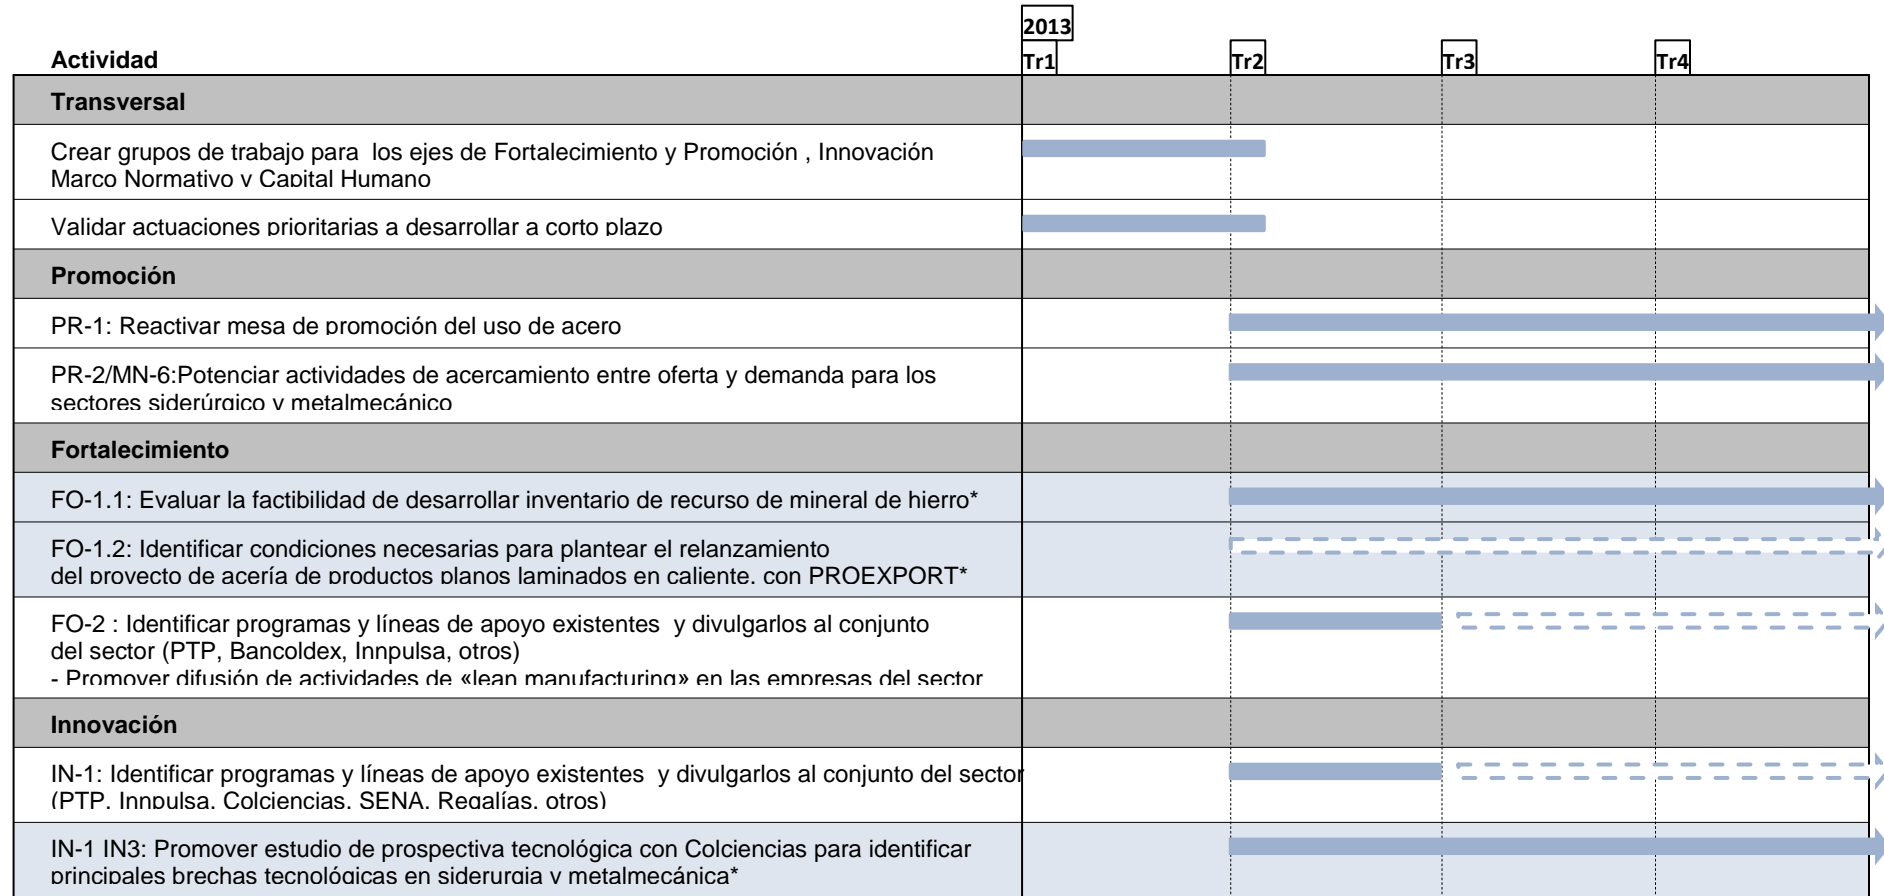 2013
Actividad Tr1 Tr2 Tr3 Tr4
Transversal
Crear grupos de trabajo para los ejes de Fortalecimiento y Promoción , Innovación
Marco Normativo y Capital Humano
Validar actuaciones prioritarias a desarrollar a corto plazo
Promoción
PR-1: Reactivar mesa de promoción del uso de acero
PR-2/MN-6:Potenciar actividades de acercamiento entre oferta y demanda para los
sectores siderúrgico y metalmecánico
Fortalecimiento
FO-1.1: Evaluar la factibilidad de desarrollar inventario de recurso de mineral de hierro*
FO-1.2: Identificar condiciones necesarias para plantear el relanzamiento
del proyecto de acería de productos planos laminados en caliente, con PROEXPORT*
FO-2 : Identificar programas y líneas de apoyo existentes y divulgarlos al conjunto
del sector (PTP, Bancoldex, Innpulsa, otros)
- Promover difusión de actividades de «lean manufacturing» en las empresas del sector
Innovación
IN-1: Identificar programas y líneas de apoyo existentes y divulgarlos al conjunto del sector
(PTP, Innpulsa, Colciencias, SENA, Regalías, otros)
IN-1 IN3: Promover estudio de prospectiva tecnológica con Colciencias para identificar
principales brechas tecnológicas en siderurgia y metalmecánica*